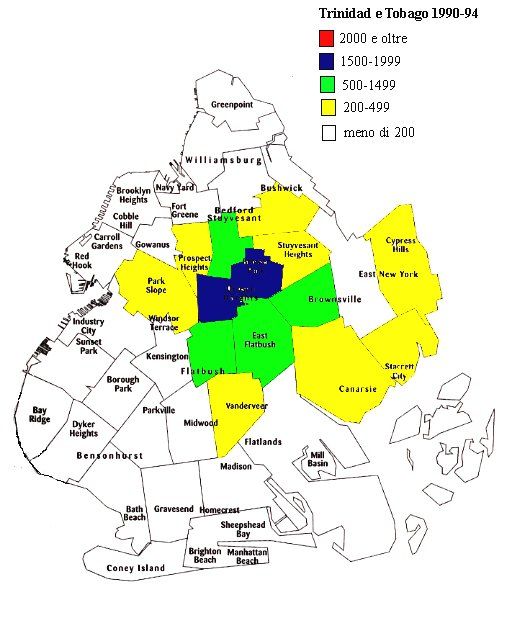 Trinidad e Tobago 1990-94
2000 e oltre
1500-1999
500-1499
200-499
meno di 200
Greenpoint
Williamsburg
Bushwick
Navy Yard
Brooklyn
Heights
Fort
Greene
Bedford
Stuyvesant
Cobble
Hill
Carroll
Gardens
Gowanus
Red
Hook
Prospect
Heights
Stuyvesant
Heights
Cypress
Hills
East New York
Park
Slope
Brownsville
Windsor
Terrace
Industry
City
Sunset
Park
Kensington
East
Flatbush
Flatbush
Starrett
City
Canarsie
Borough
Park
Parkville
Vanderveer
Bay
Ridge
Dyker
Heights
Midwood
Flatlands
Bensonhurst
Madison
Mill
Basin
Bath
Beach
Gravesend
Homecrest
Sheepshead
Bay
Brighton
Beach
Manhattan
Beach
Coney Island